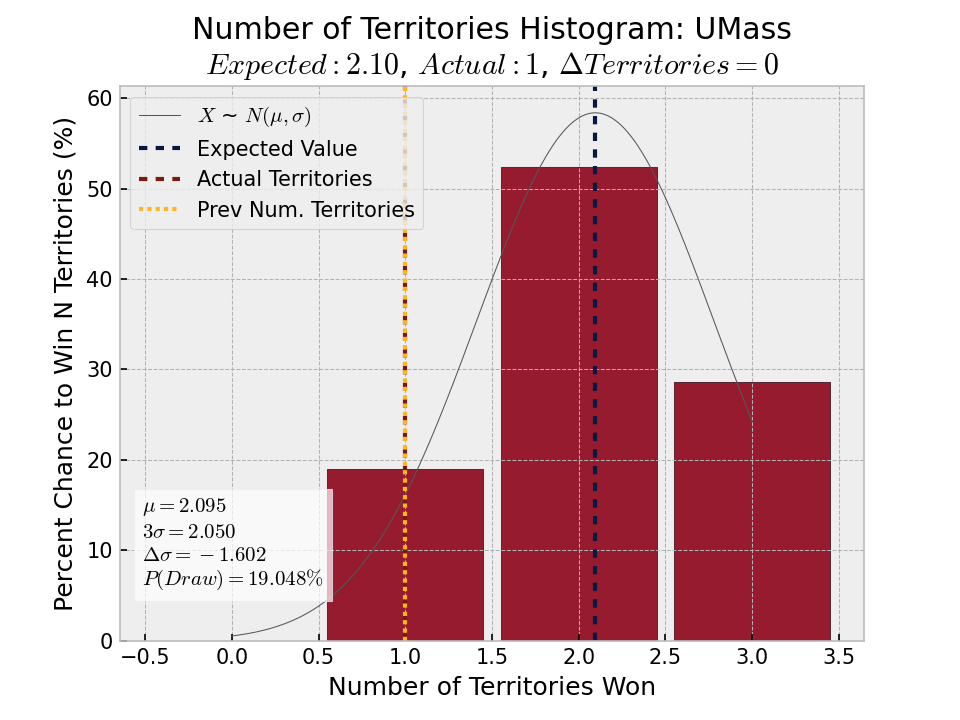 Number of Territories Histogram: UMass
Expected : 2.10, Actual : 1, ΔTerritories = 0
Percent Chance to Win N Territories (%)
60
50
40
30
20
10
0
X ~ N(μ, σ)
Expected Value
Actual Territories
Prev Num. Territories
μ = 2.095
3σ = 2.050
Δσ = −1.602
P(Draw) = 19.048%
−0.5 0.0 0.5 1.0 1.5 2.0 2.5 3.0 3.5
Number of Territories Won